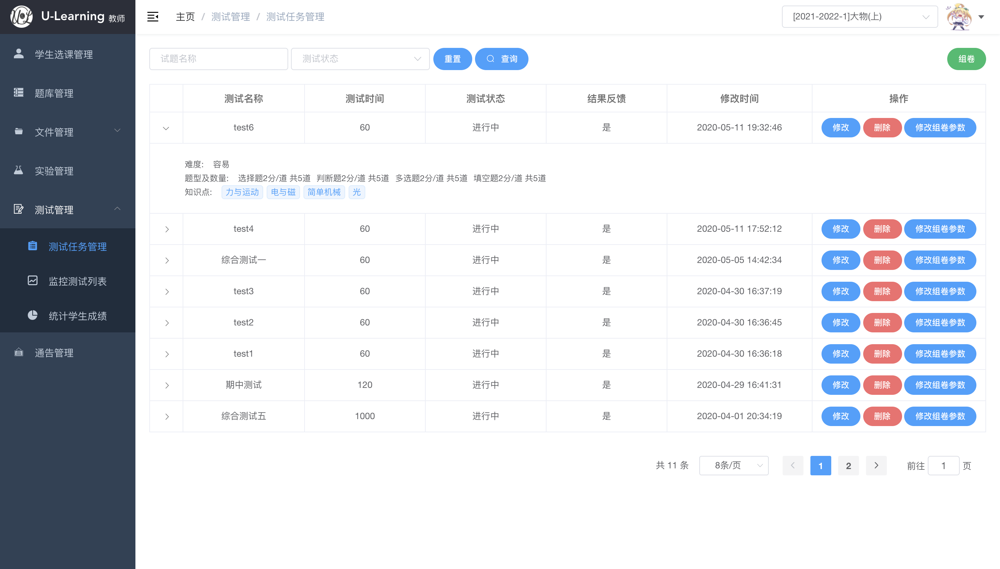 U-Learning 教师
主页 / 测试管理 / 测试任务管理
[2021-2022-1]大物(上)
学生选课管理
题库管理
文件管理
实验管理
测试管理
测试任务管理
监控测试列表
统计学生成绩
通告管理
试题名称 测试状态 重置 查询 组卷
测试名称 测试时间 测试状态 结果反馈 修改时间 操作
test6 60 进行中 是 2020-05-11 19:32:46 修改 删除 修改组卷参数
难度: 容易
题型及数量: 选择题2分/道 共5道 判断题2分/道 共5道 多选题2分/道 共5道 填空题2分/道 共5道
知识点: 力与运动 电与磁 简单机械 光
test4 60 进行中 是 2020-05-11 17:52:12 修改 删除 修改组卷参数
综合测试一 60 进行中 是 2020-05-05 14:42:34 修改 删除 修改组卷参数
test3 60 进行中 是 2020-04-30 16:37:19 修改 删除 修改组卷参数
test2 60 进行中 是 2020-04-30 16:36:45 修改 删除 修改组卷参数
test1 60 进行中 是 2020-04-30 16:36:18 修改 删除 修改组卷参数
期中测试 120 进行中 是 2020-04-29 16:41:31 修改 删除 修改组卷参数
综合测试五 1000 进行中 是 2020-04-01 20:34:19 修改 删除 修改组卷参数
共 11 条 8条/页 1 2 前往 1 页